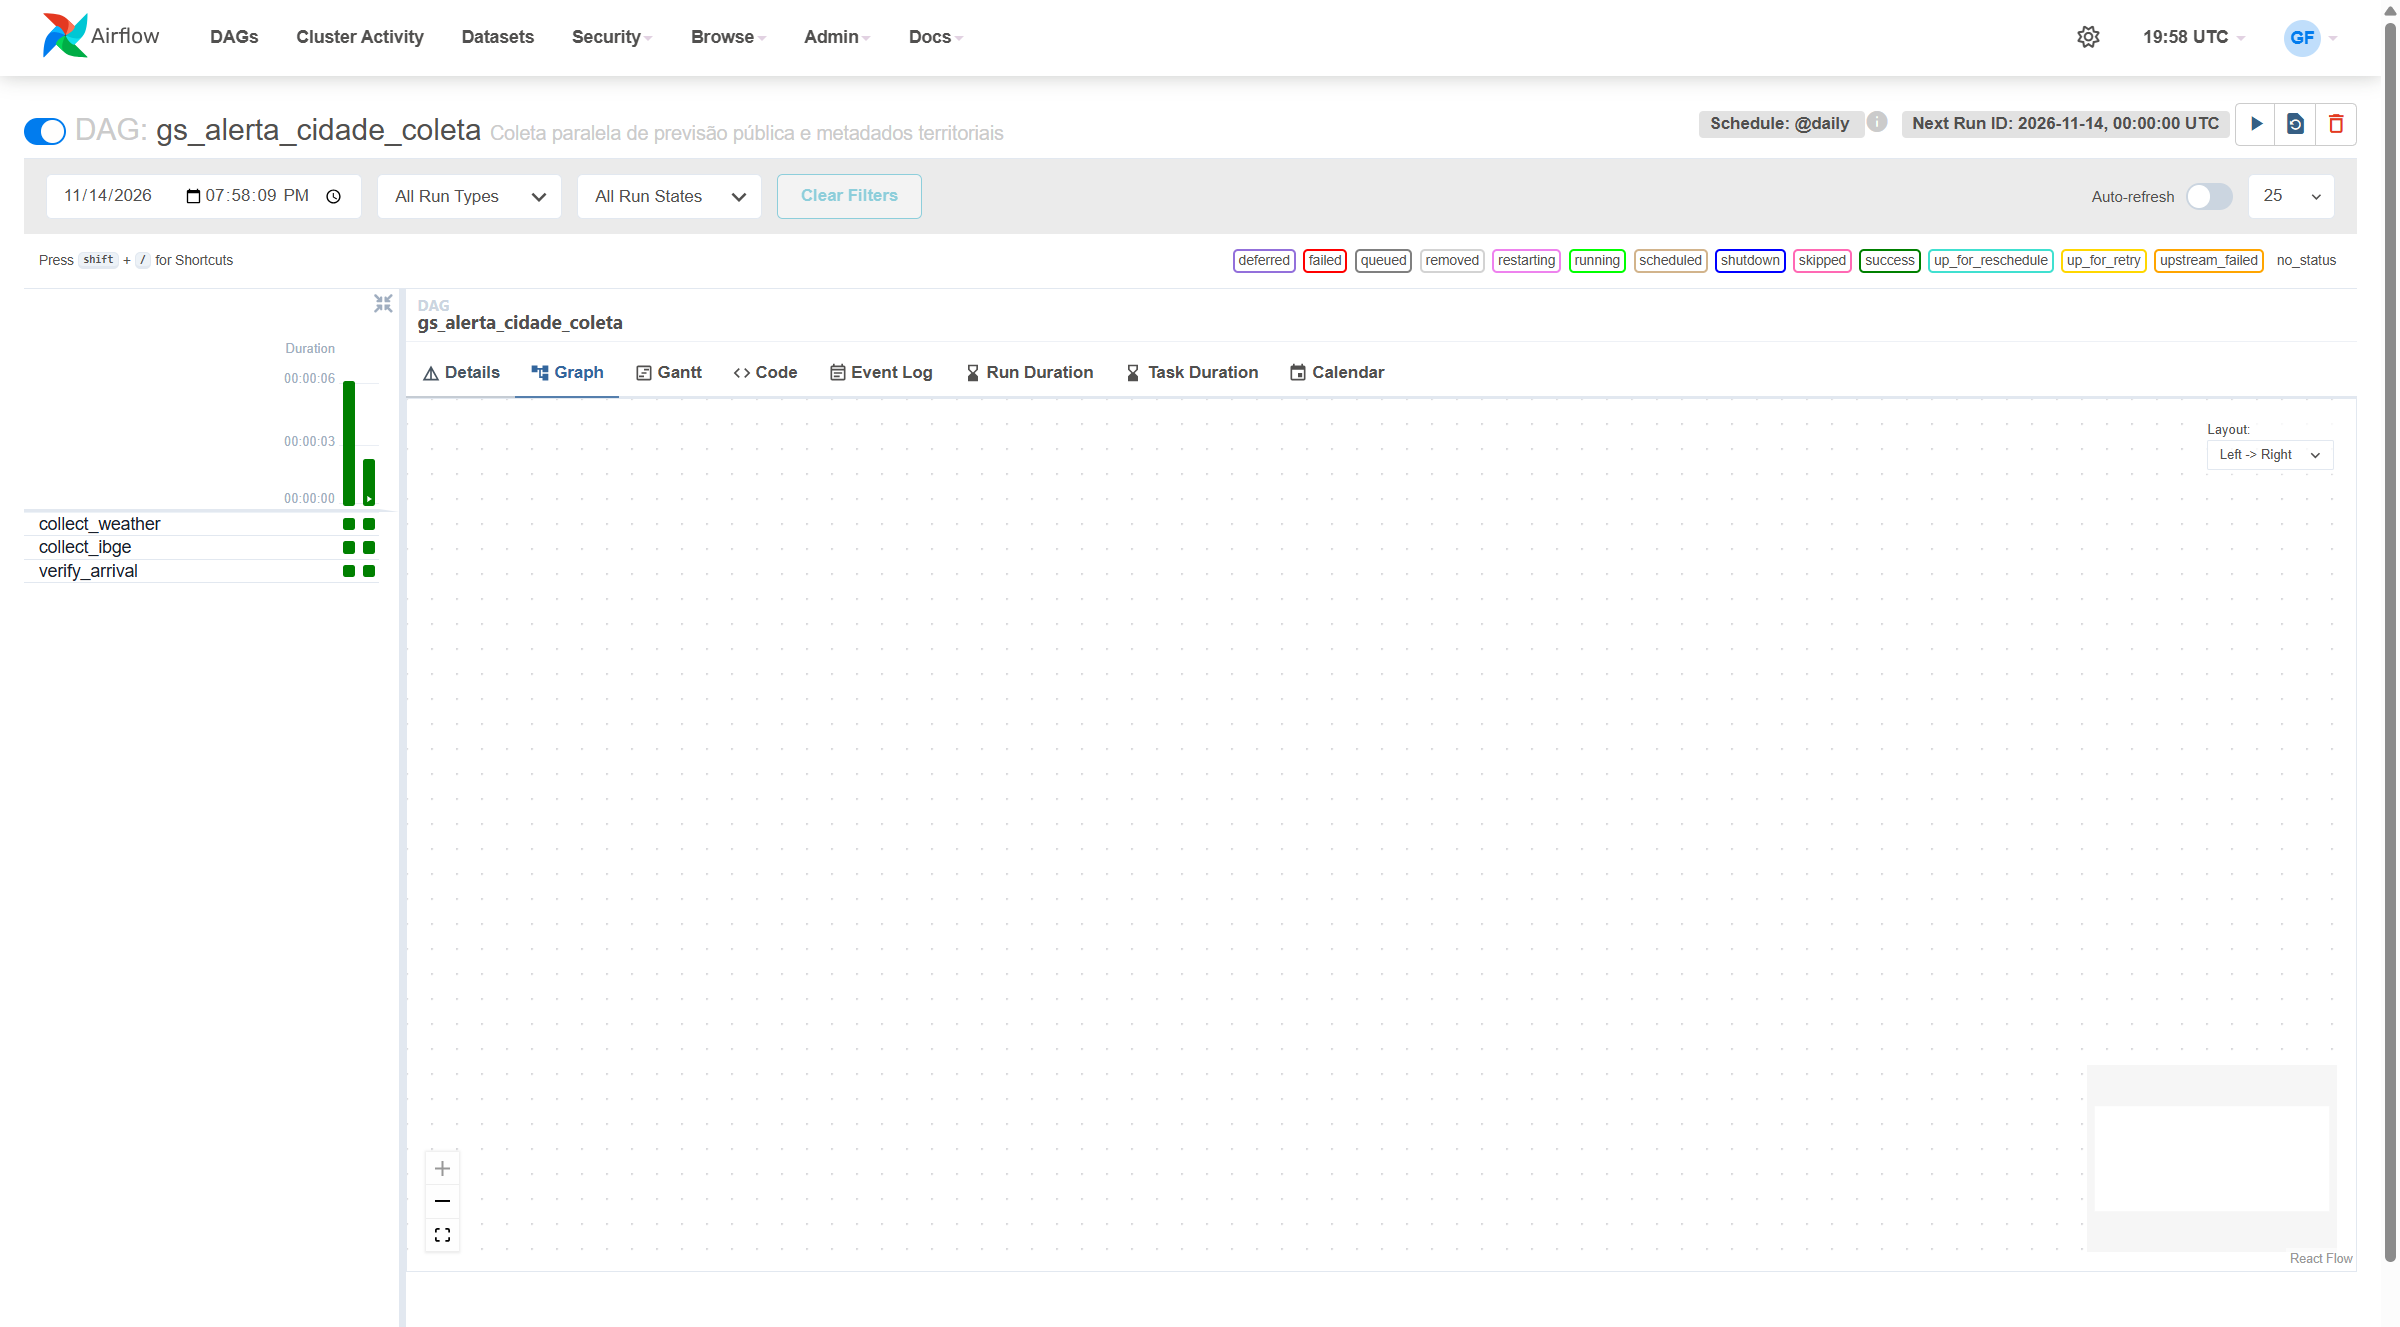 Airflow DAGs Cluster Activity Datasets Security Browse Admin Docs 19:58 UTC GF
DAG: gs_alerta_cidade_coleta Coleta paralela de previsão pública e metadados territoriais Schedule: @daily i Next Run ID: 2026-11-14, 00:00:00 UTC
11/14/2026 07:58:09 PM All Run Types All Run States Clear Filters Auto-refresh 25
Press shift + / for Shortcuts deferred failed queued removed restarting running scheduled shutdown skipped success up_for_reschedule up_for_retry upstream_failed no_status
DAG
gs_alerta_cidade_coleta
Duration
00:00:06
00:00:03
00:00:00
collect_weather
collect_ibge
verify_arrival
Details Graph Gantt Code Event Log Run Duration Task Duration Calendar
Layout:
Left -> Right
React Flow